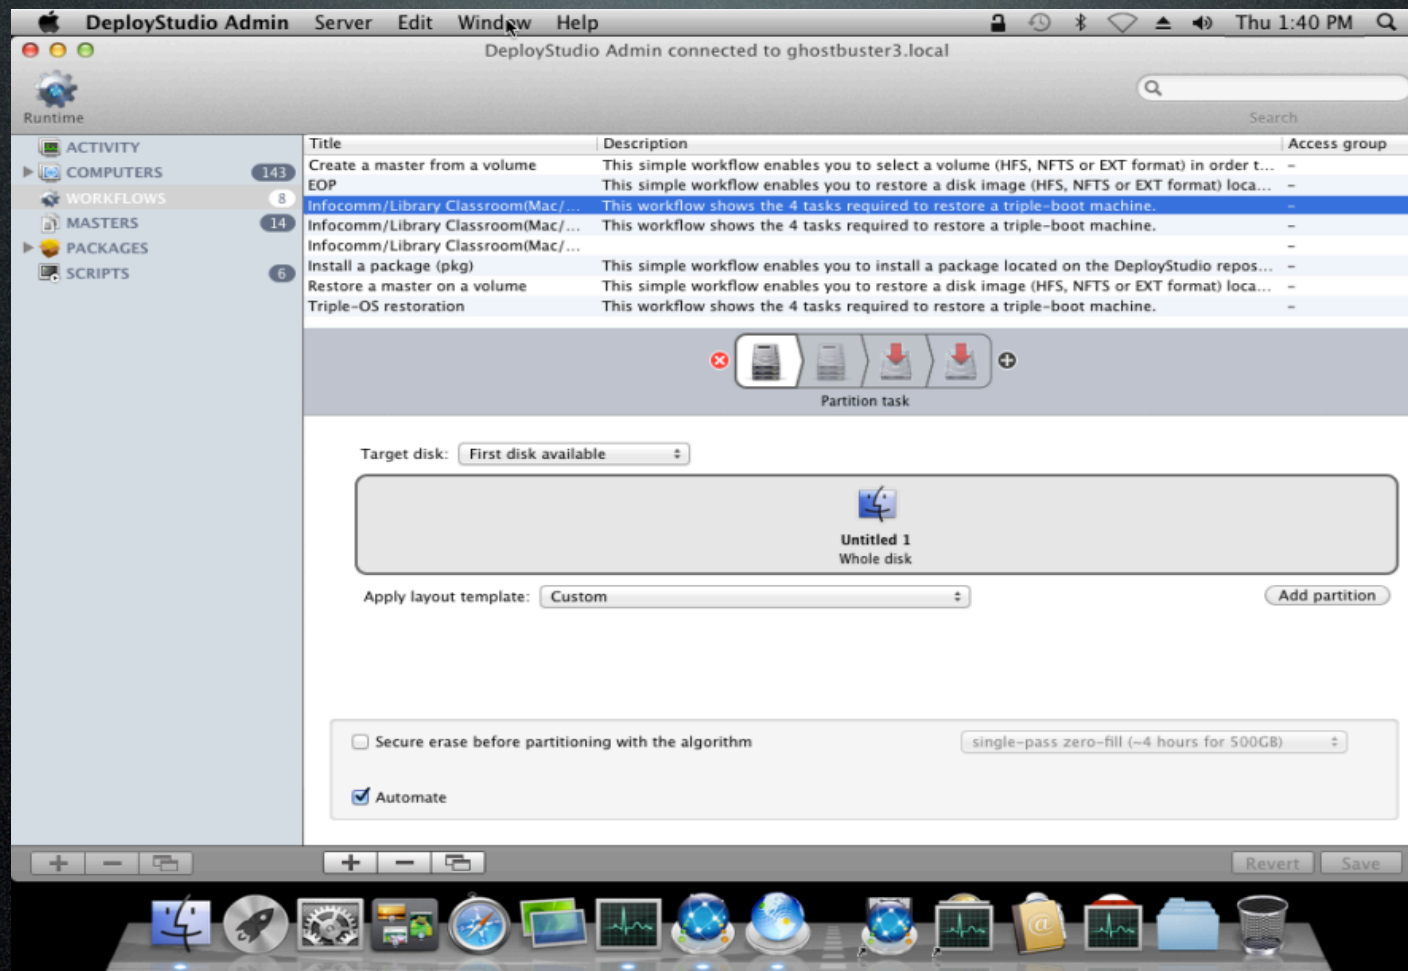 DeployStudio Admin Server Edit Window Help Thu 1:40 PM
DeployStudio Admin connected to ghostbuster3.local
Runtime
Search
ACTIVITY
COMPUTERS 143
WORKFLOWS 8
MASTERS 14
PACKAGES
SCRIPTS 6
Title Description Access group
Create a master from a volume This simple workflow enables you to select a volume (HFS, NFTS or EXT format) in order t... –
EOP This simple workflow enables you to restore a disk image (HFS, NFTS or EXT format) loca... –
Infocomm/Library Classroom(Mac/... This workflow shows the 4 tasks required to restore a triple-boot machine. –
Infocomm/Library Classroom(Mac/... This workflow shows the 4 tasks required to restore a triple-boot machine. –
Infocomm/Library Classroom(Mac/... –
Install a package (pkg) This simple workflow enables you to install a package located on the DeployStudio repos... –
Restore a master on a volume This simple workflow enables you to restore a disk image (HFS, NFTS or EXT format) loca... –
Triple-OS restoration This workflow shows the 4 tasks required to restore a triple-boot machine. –
Partition task
Target disk: First disk available
Untitled 1
Whole disk
Apply layout template: Custom Add partition
Secure erase before partitioning with the algorithm single-pass zero-fill (~4 hours for 500GB)
Automate
Revert Save